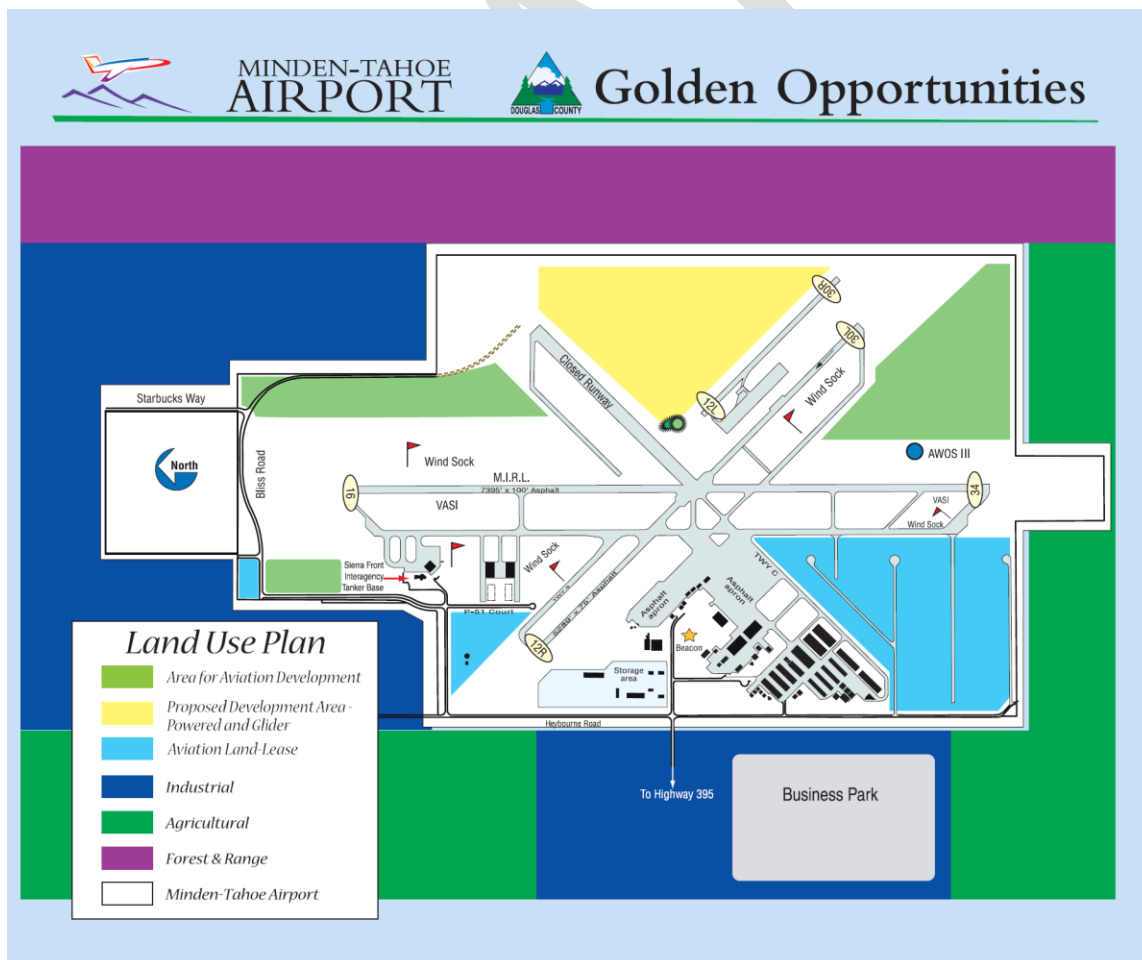 MINDEN-TAHOE
AIRPORT
DOUGLAS COUNTY
Golden Opportunities
30R
30L
Closed Runway
Wind Sock
12L
Starbucks Way
North
Bliss Road
Wind Sock
AWOS III
M.I.R.L.
7395' x 100' Asphalt
16
34
VASI
VASI
Wind Sock
Sierra Front
Interagency
Tanker Base
Wind Sock
TWY C
5289' x 75' Asphalt
Asphalt
apron
Asphalt
apron
P-51 Court
12R
Beacon
Storage
area
Heybourne Road
To Highway 395
Business Park
Land Use Plan
Area for Aviation Development
Proposed Development Area -
Powered and Glider
Aviation Land-Lease
Industrial
Agricultural
Forest & Range
Minden-Tahoe Airport